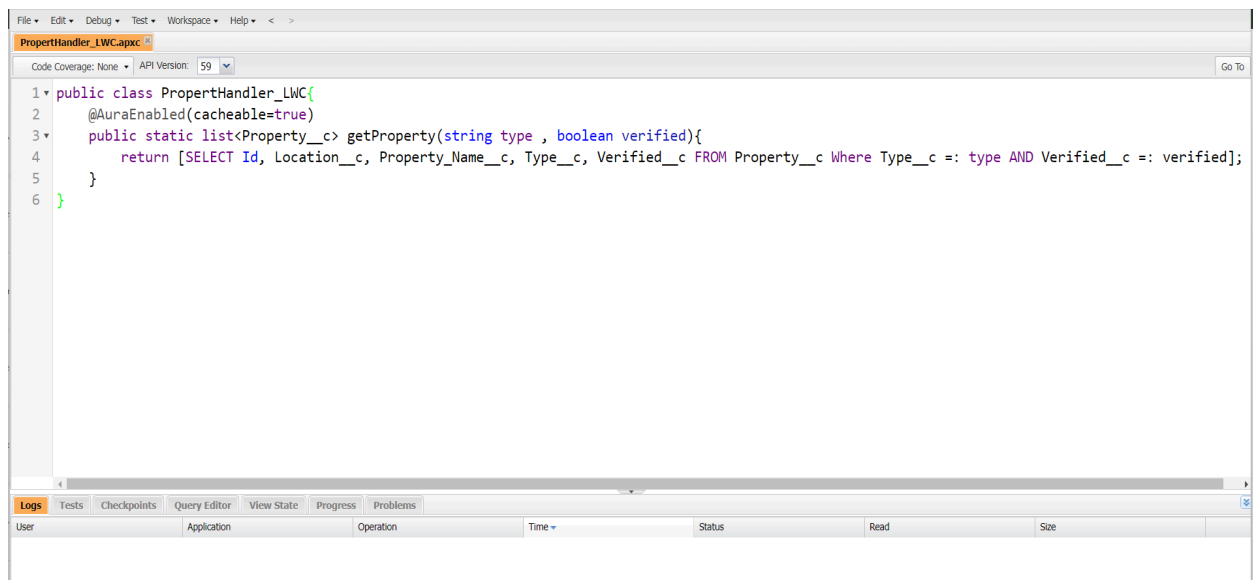 File Edit Debug Test Workspace Help < >
PropertHandler_LWC.apxc
Code Coverage: None API Version: 59 Go To
1 public class PropertHandler_LWC{
2 @AuraEnabled(cacheable=true)
3 public static list<Property__c> getProperty(string type , boolean verified){
4 return [SELECT Id, Location__c, Property_Name__c, Type__c, Verified__c FROM Property__c Where Type__c =: type AND Verified__c =: verified];
5 }
6 }
Logs Tests Checkpoints Query Editor View State Progress Problems
User Application Operation Time Status Read Size